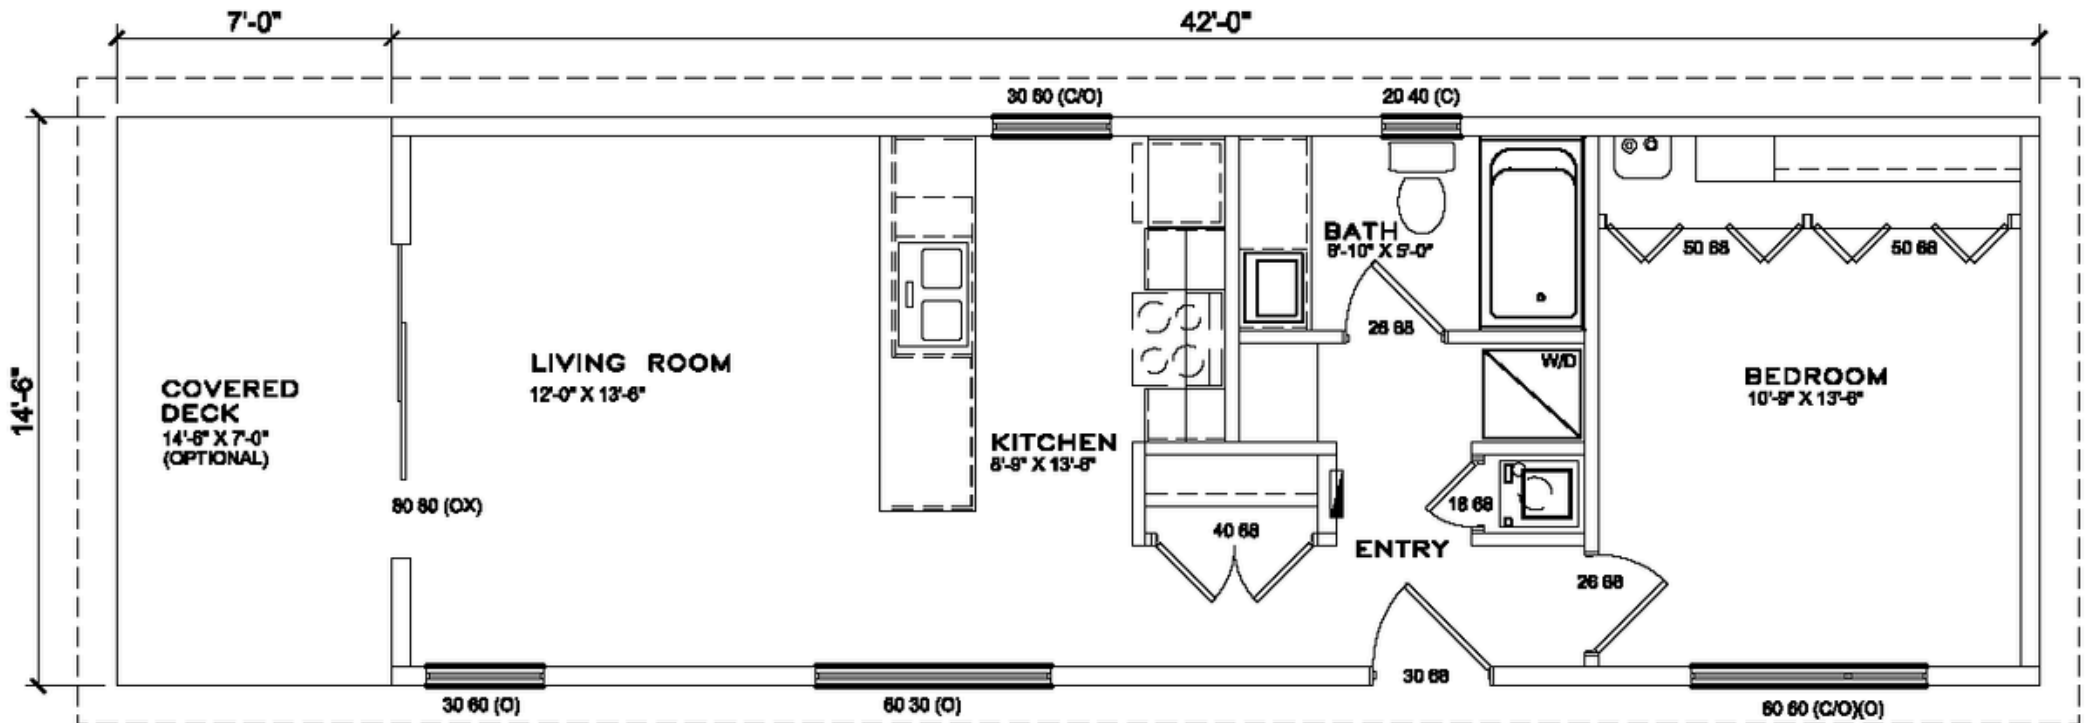 7'-0"
42'-0"
30 60 (C/O)
20 40 (C)
14'-6"
BATH
8'-10" X 5'-0"
50 68
50 68
26 68
W/D
LIVING ROOM
12'-0" X 13'-6"
COVERED
DECK
14'-6" X 7'-0"
(OPTIONAL)
BEDROOM
10'-9" X 13'-6"
KITCHEN
8'-9" X 13'-6"
80 80 (OX)
18 68
40 68
ENTRY
26 68
30 68
30 60 (O)
60 30 (O)
60 60 (C/O)(O)